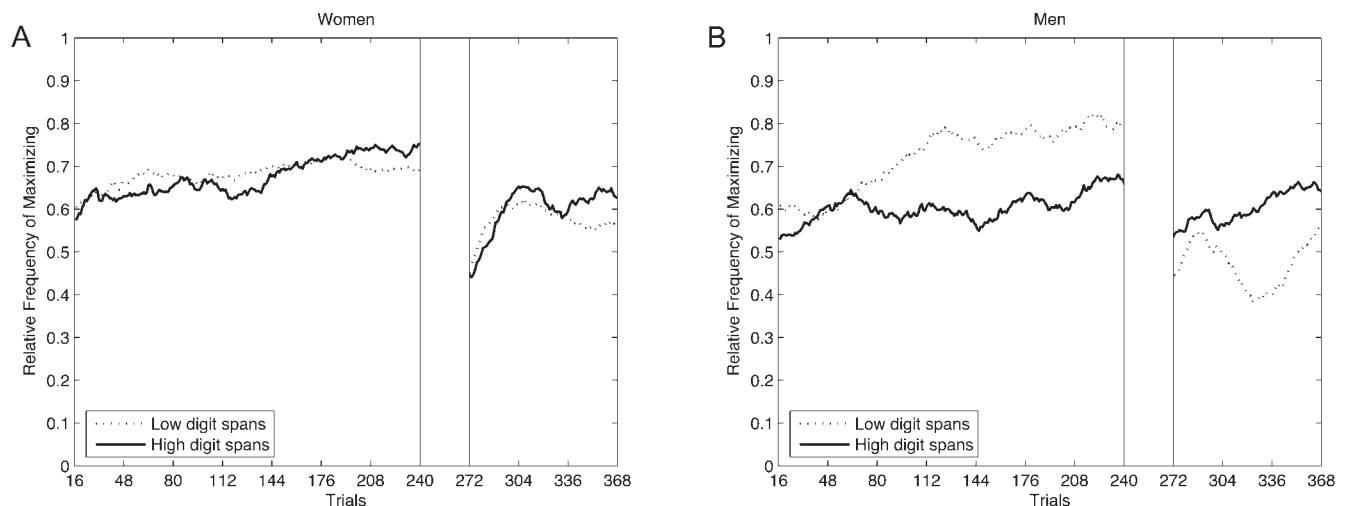 A
Women
Relative Frequency of Maximizing
1
0.9
0.8
0.7
0.6
0.5
0.4
0.3
0.2
0.1
0
Low digit spans
High digit spans
16 48 80 112 144 176 208 240 272 304 336 368
Trials
B
Men
Relative Frequency of Maximizing
1
0.9
0.8
0.7
0.6
0.5
0.4
0.3
0.2
0.1
0
Low digit spans
High digit spans
16 48 80 112 144 176 208 240 272 304 336 368
Trials